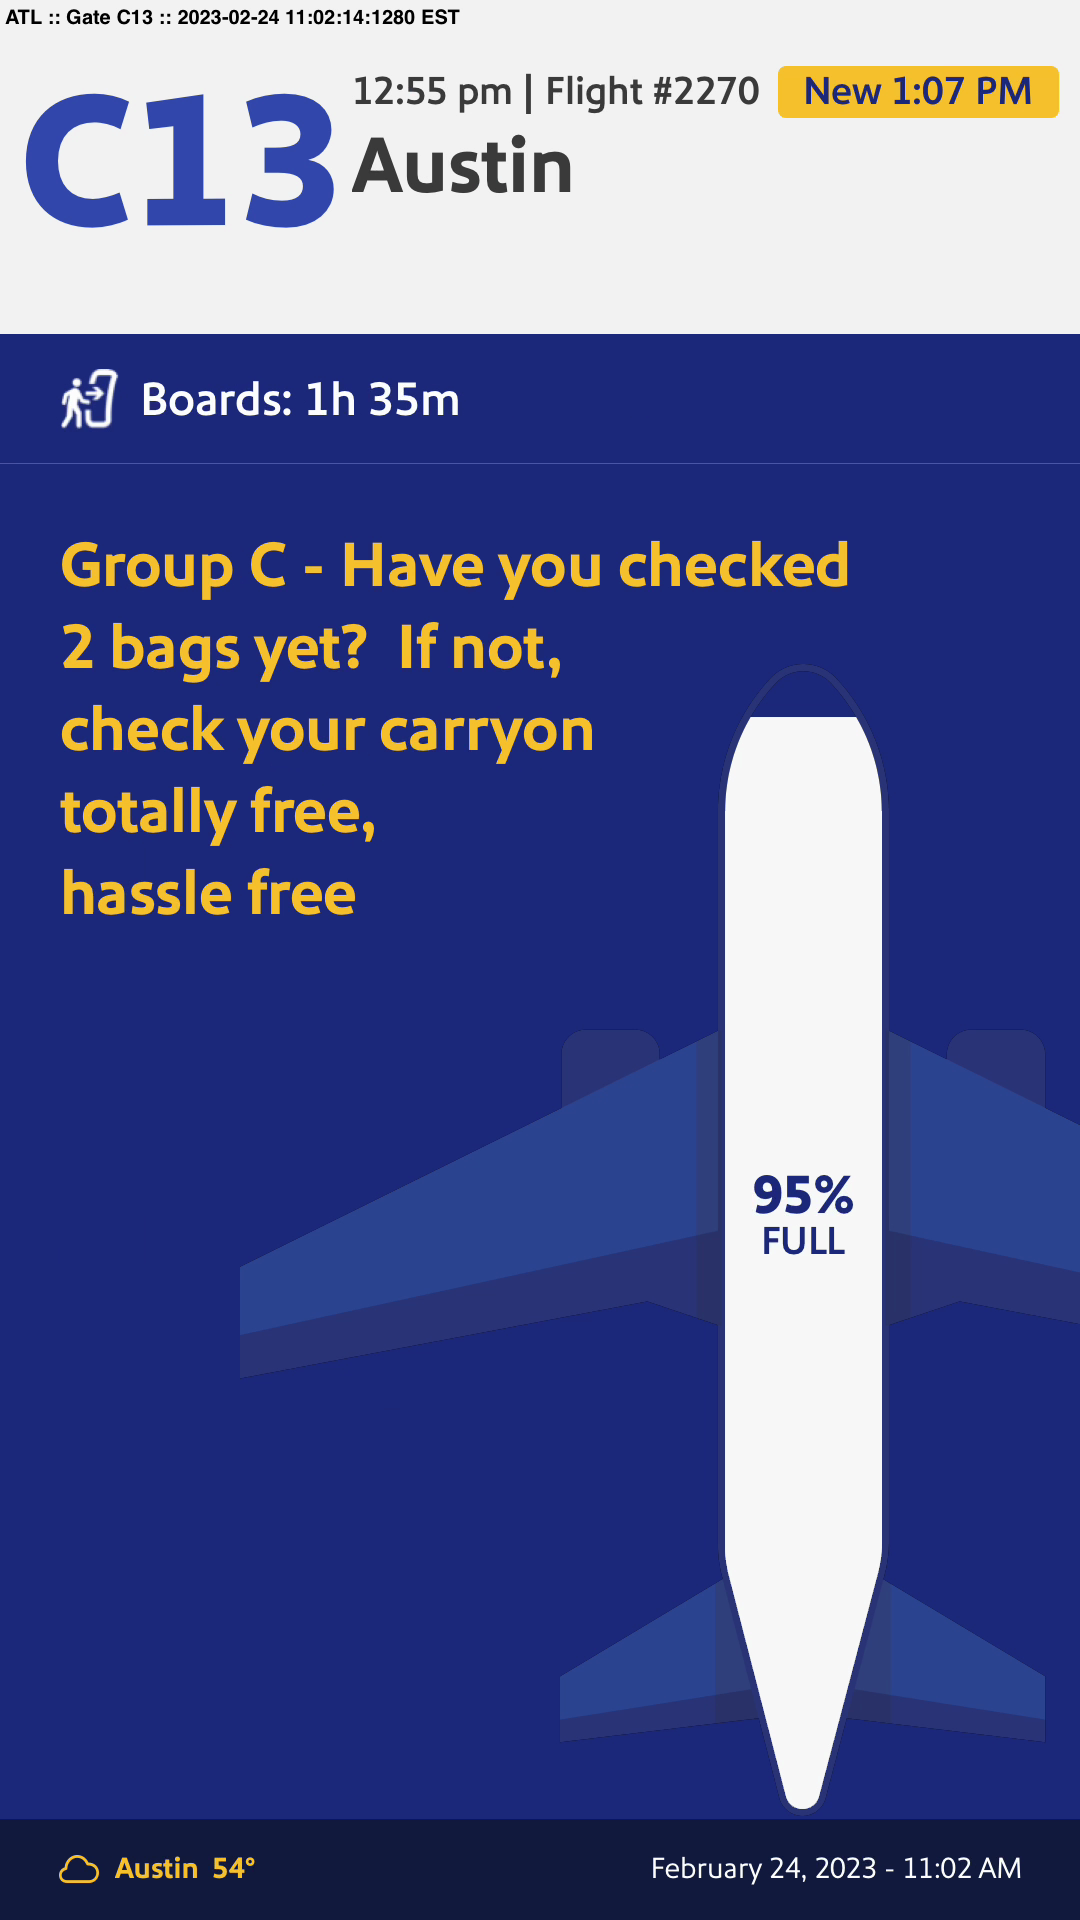 ATL :: Gate C13 :: 2023-02-24 11:02:14:1280 EST
C13
12:55 pm | Flight #2270 New 1:07 PM
Austin
Boards: 1h 35m
Group C - Have you checked
2 bags yet?  If not,
check your carryon
totally free,
hassle free
95%
FULL
Austin 54°
February 24, 2023 - 11:02 AM